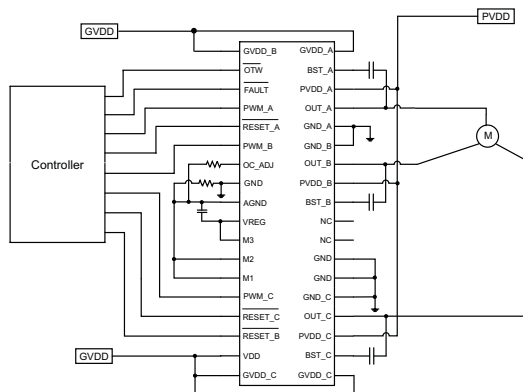 GVDD
PVDD
GVDD_B
GVDD_A
OTW
BST_A
FAULT
PVDD_A
PWM_A
OUT_A
RESET_A
GND_A
PWM_B
GND_B
OC_ADJ
OUT_B
GND
PVDD_B
AGND
BST_B
VREG
NC
M3
NC
M2
GND
M1
GND
PWM_C
GND_C
RESET_C
OUT_C
RESET_B
PVDD_C
VDD
BST_C
GVDD_C
GVDD_C
Controller
M
GVDD